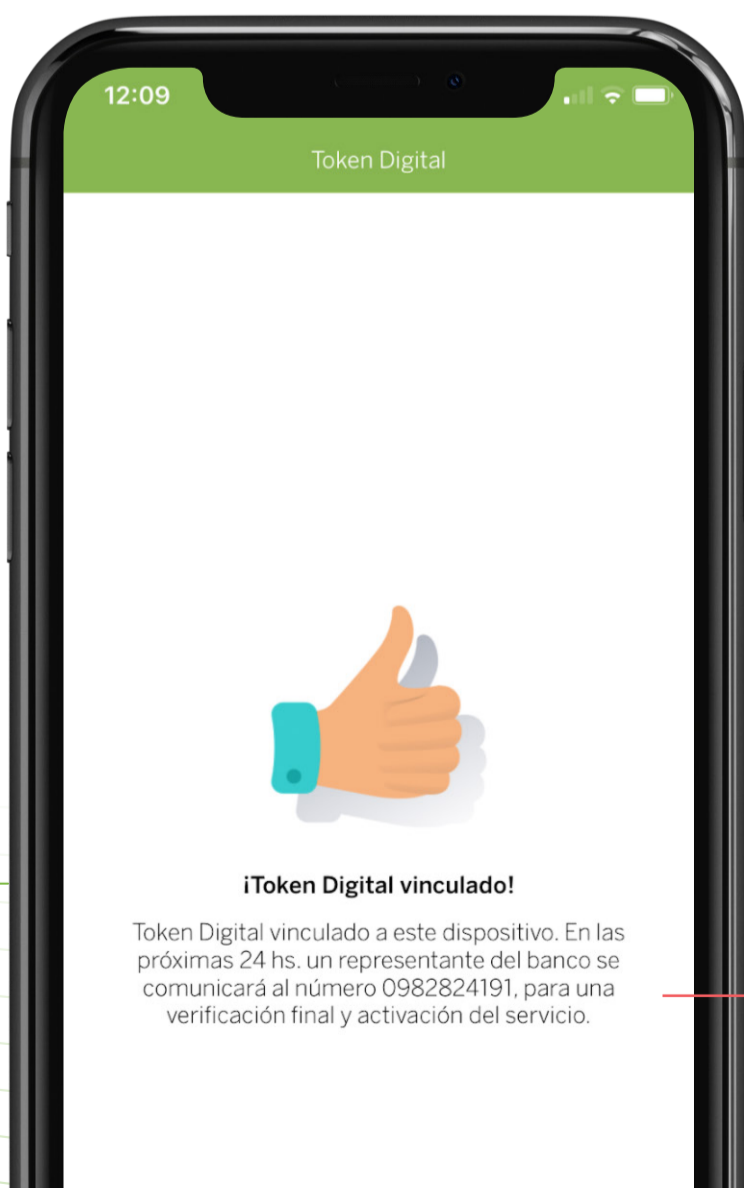 12:09
Token Digital
¡Token Digital vinculado!
Token Digital vinculado a este dispositivo. En las
próximas 24 hs. un representante del banco se
comunicará al número 0982824191, para una
verificación final y activación del servicio.